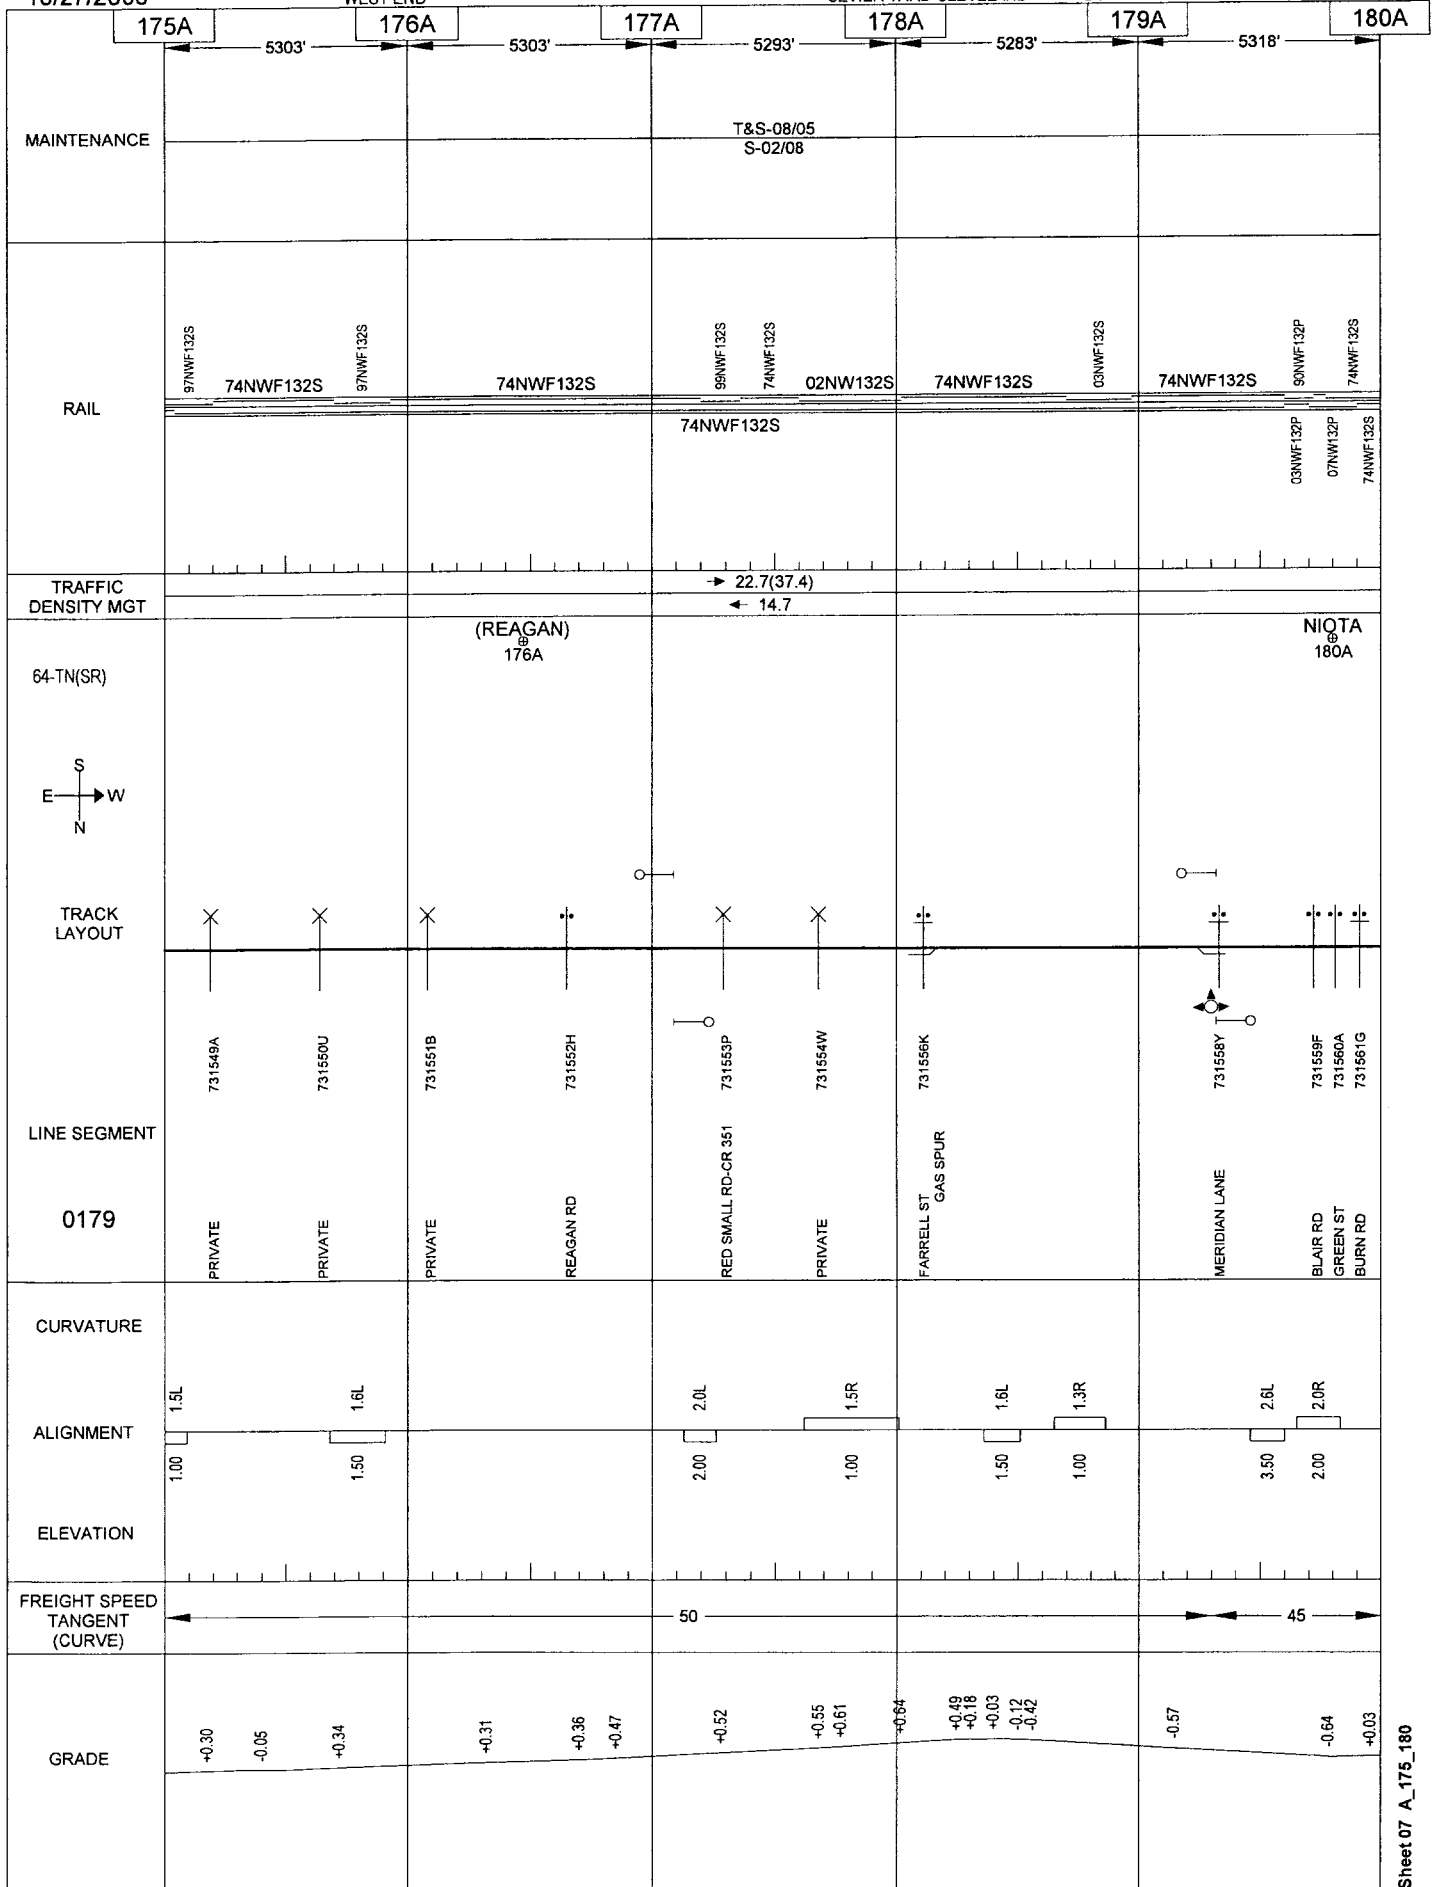 175A 176A 177A 178A 179A 180A
5303' 5303' 5293' 5283' 5318'
MAINTENANCE
T&S-08/05
S-02/08
97NWF132S 97NWF132S 99NWF132S 74NWF132S 03NWF132S 90NWF132P 74NWF132S
74NWF132S 74NWF132S 02NW132S 74NWF132S 74NWF132S
RAIL
74NWF132S
03NWF132P 07NW132P 74NWF132S
TRAFFIC
DENSITY MGT
22.7(37.4)
14.7
(REAGAN)
176A
NIOTA
180A
64-TN(SR)
S
E W
N
TRACK
LAYOUT
731549A 731550U 731551B 731552H 731553P 731554W 731556K 731558Y 731559F 731560A 731561G
LINE SEGMENT
0179
PRIVATE PRIVATE PRIVATE REAGAN RD RED SMALL RD-CR 351 PRIVATE FARRELL ST GAS SPUR MERIDIAN LANE BLAIR RD GREEN ST BURN RD
CURVATURE
1.5L 1.6L 2.0L 1.5R 1.6L 1.3R 2.6L 2.0R
ALIGNMENT
1.00 1.50 2.00 1.00 1.50 1.00 3.50 2.00
ELEVATION
FREIGHT SPEED
TANGENT
(CURVE)
50 45
GRADE
+0.30 -0.05 +0.34 +0.31 +0.36 +0.47 +0.52 +0.55 +0.61 +0.64 +0.49 +0.18 +0.03 -0.12 -0.42 -0.57 -0.64 +0.03
Sheet 07 A_175_180